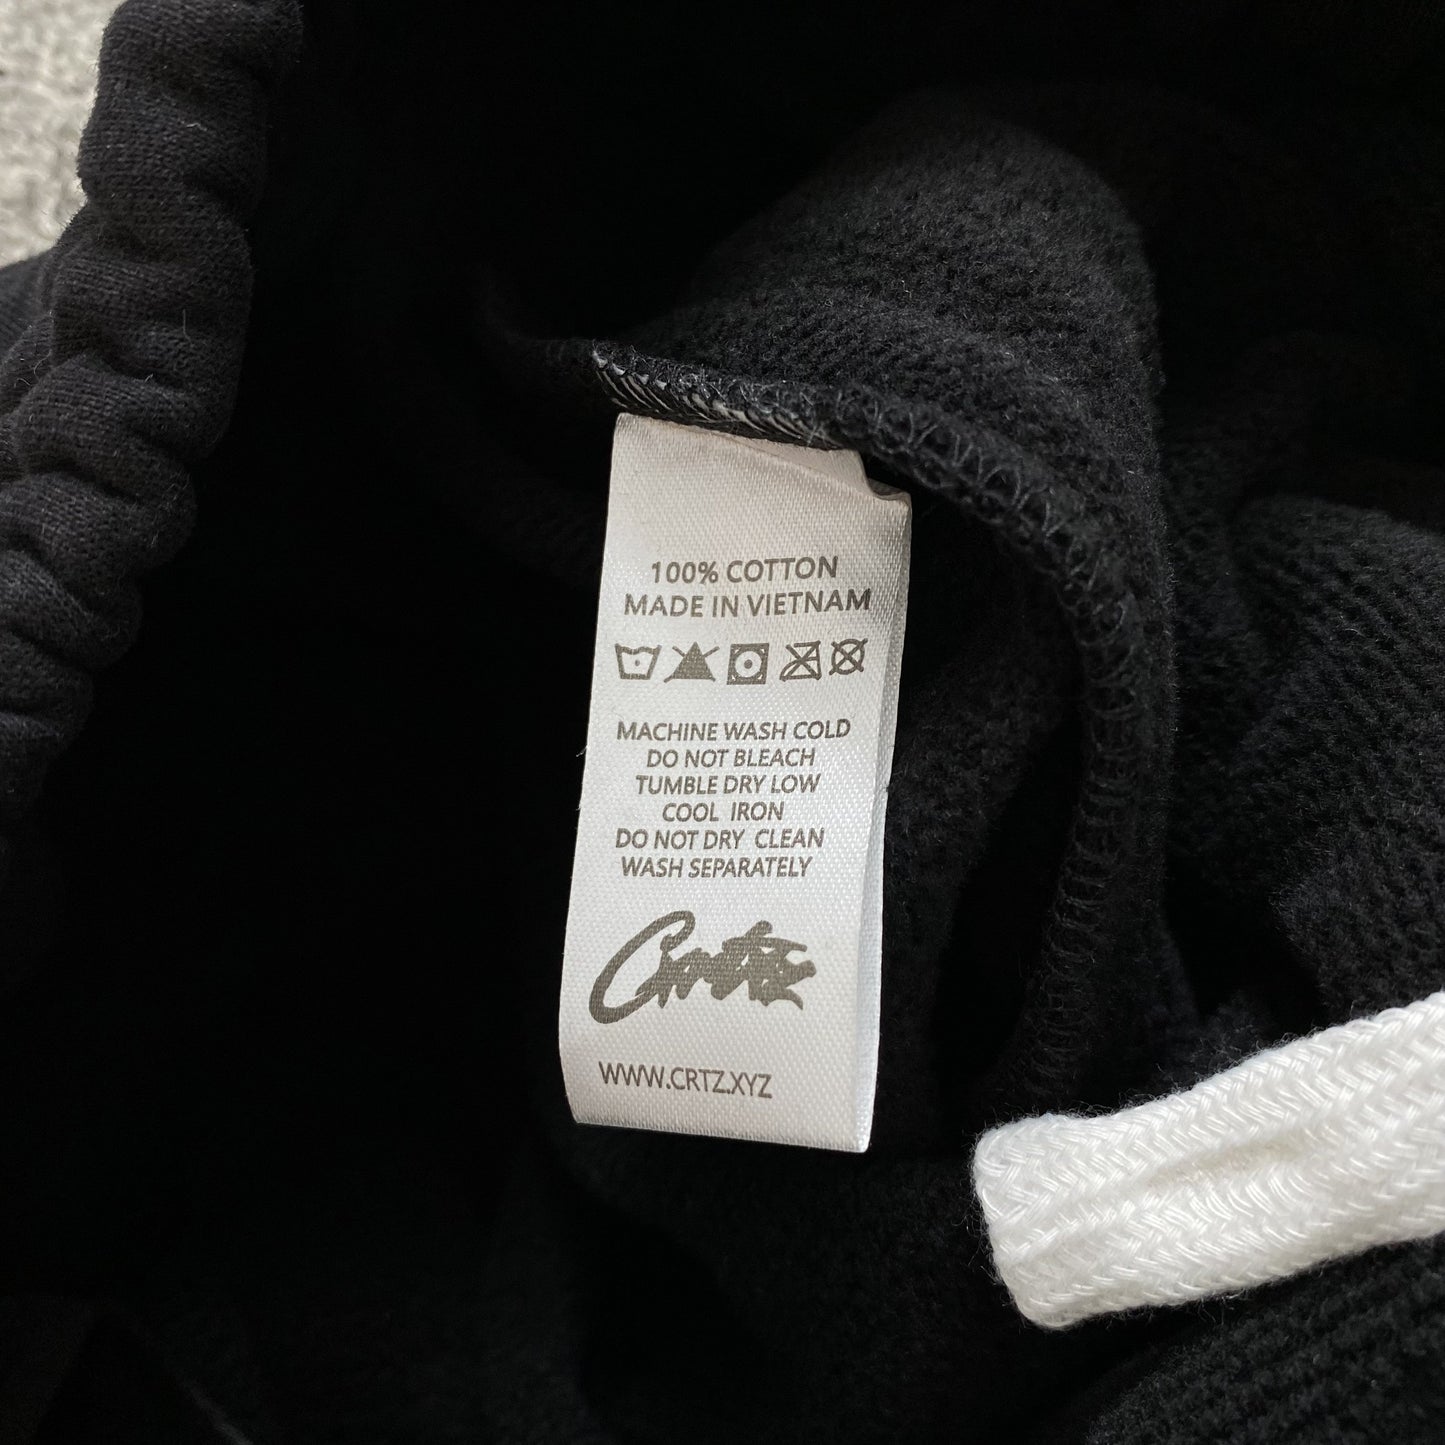 100% COTTON
MADE IN VIETNAM
MACHINE WASH COLD
DO NOT BLEACH
TUMBLE DRY LOW
COOL IRON
DO NOT DRY CLEAN
WASH SEPARATELY
Corteiz
WWW.CRTZ.XYZ